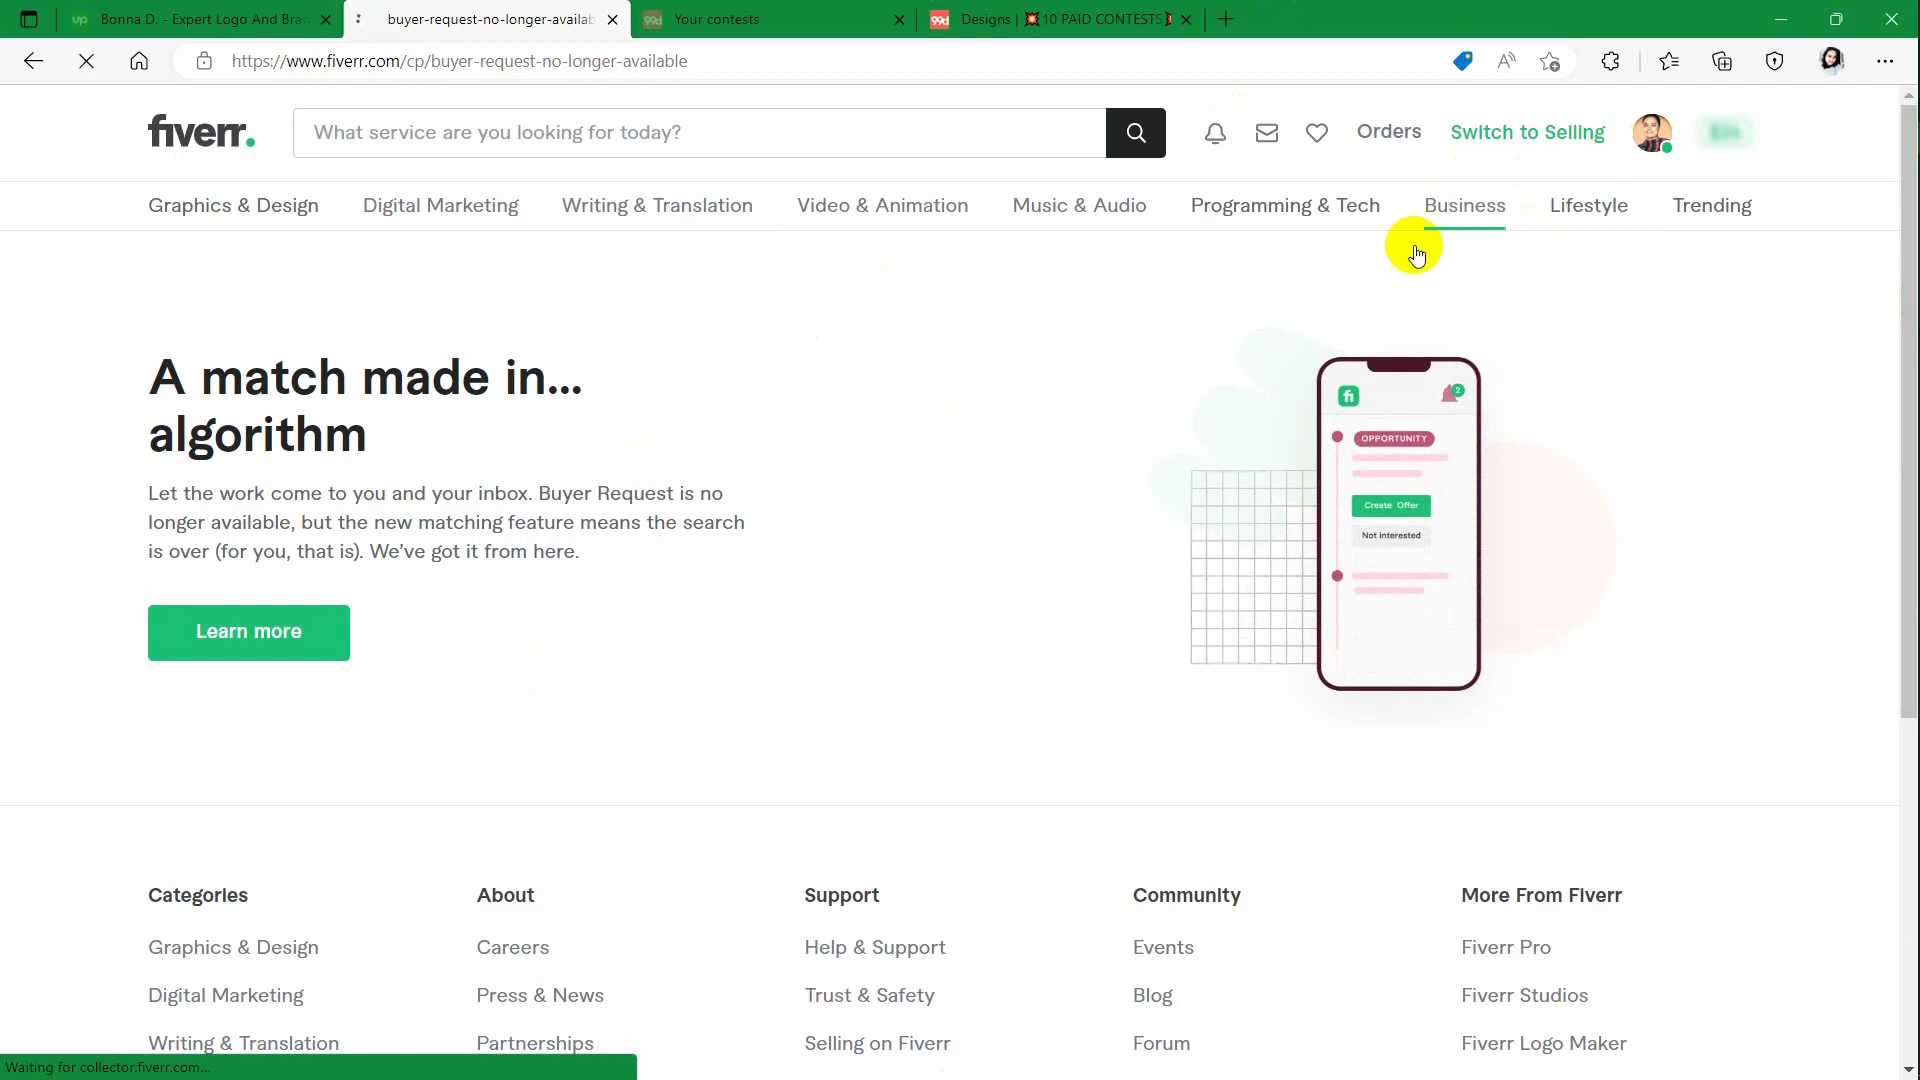 up Bonna D. - Expert Logo And Bra
buyer-request-no-longer-availab
99d Your contests
99d Designs | 💥10 PAID CONTESTS💥
https://www.fiverr.com/cp/buyer-request-no-longer-available
fiverr.
What service are you looking for today?
Orders
Switch to Selling
Graphics & Design
Digital Marketing
Writing & Translation
Video & Animation
Music & Audio
Programming & Tech
Business
Lifestyle
Trending
A match made in...
algorithm
Let the work come to you and your inbox. Buyer Request is no
longer available, but the new matching feature means the search
is over (for you, that is). We've got it from here.
Learn more
fi
2
OPPORTUNITY
Create Offer
Not interested
Categories
Graphics & Design
Digital Marketing
Writing & Translation
About
Careers
Press & News
Partnerships
Support
Help & Support
Trust & Safety
Selling on Fiverr
Community
Events
Blog
Forum
More From Fiverr
Fiverr Pro
Fiverr Studios
Fiverr Logo Maker
Waiting for collector.fiverr.com...